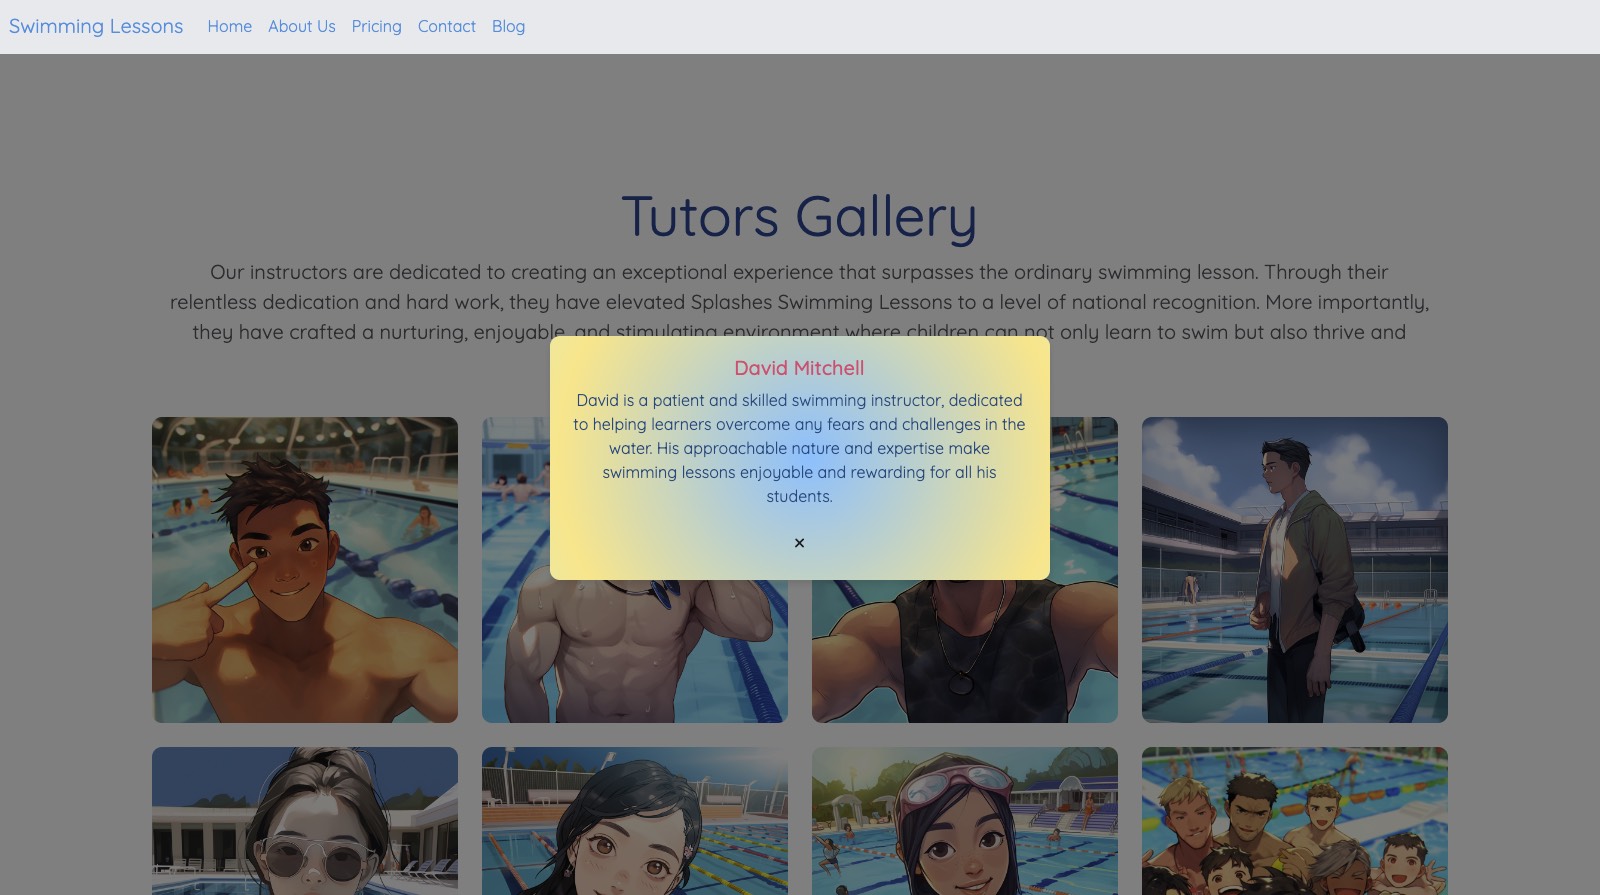 Swimming Lessons Home About Us Pricing Contact Blog
Tutors Gallery
Our instructors are dedicated to creating an exceptional experience that surpasses the ordinary swimming lesson. Through their
relentless dedication and hard work, they have elevated Splashes Swimming Lessons to a level of national recognition. More importantly,
they have crafted a nurturing, enjoyable, and stimulating environment where children can not only learn to swim but also thrive and
David Mitchell
David is a patient and skilled swimming instructor, dedicated
to helping learners overcome any fears and challenges in the
water. His approachable nature and expertise make
swimming lessons enjoyable and rewarding for all his
students.
×